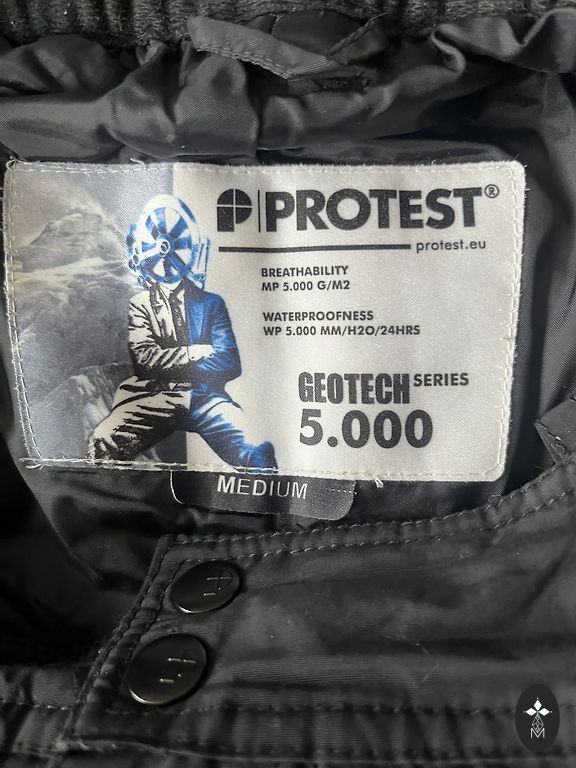 PROTEST®
protest.eu
BREATHABILITY
MP 5.000 G/M2
WATERPROOFNESS
WP 5.000 MM/H2O/24HRS
GEOTECH SERIES
5.000
MEDIUM